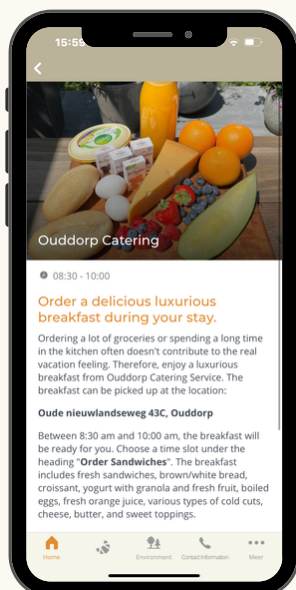 15:59
Ouddorp Catering
08:30 - 10:00
Order a delicious luxurious
breakfast during your stay.
Ordering a lot of groceries or spending a long time
in the kitchen often doesn't contribute to the real
vacation feeling. Therefore, enjoy a luxurious
breakfast from Ouddorp Catering Service. The
breakfast can be picked up at the location:
Oude nieuwlandseweg 43C, Ouddorp
Between 8:30 am and 10:00 am, the breakfast will
be ready for you. Choose a time slot under the
heading "Order Sandwiches". The breakfast
includes fresh sandwiches, brown/white bread,
croissant, yogurt with granola and fresh fruit, boiled
eggs, fresh orange juice, various types of cold cuts,
cheese, butter, and sweet toppings.
Home
Environment
Contact Information
Meer